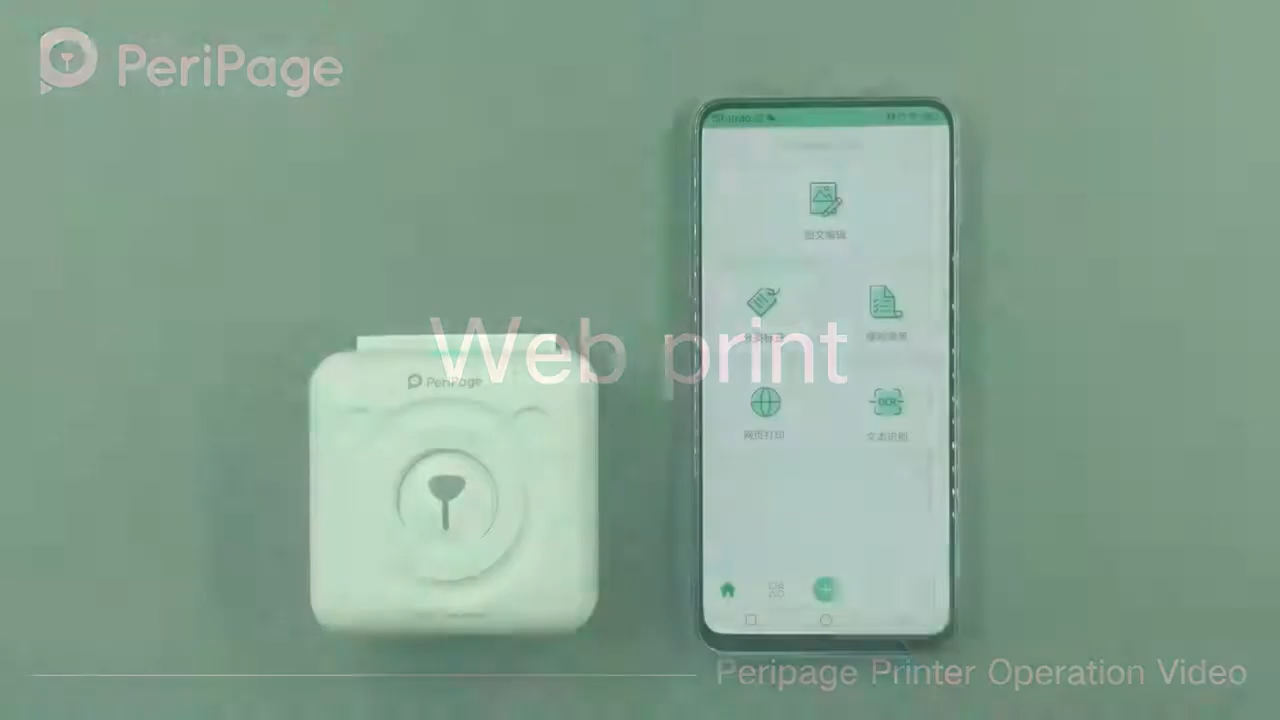 PeriPage
图文编辑
Web print
PeriPage
OCR
网页打印
文本识别
Peripage Printer Operation Video